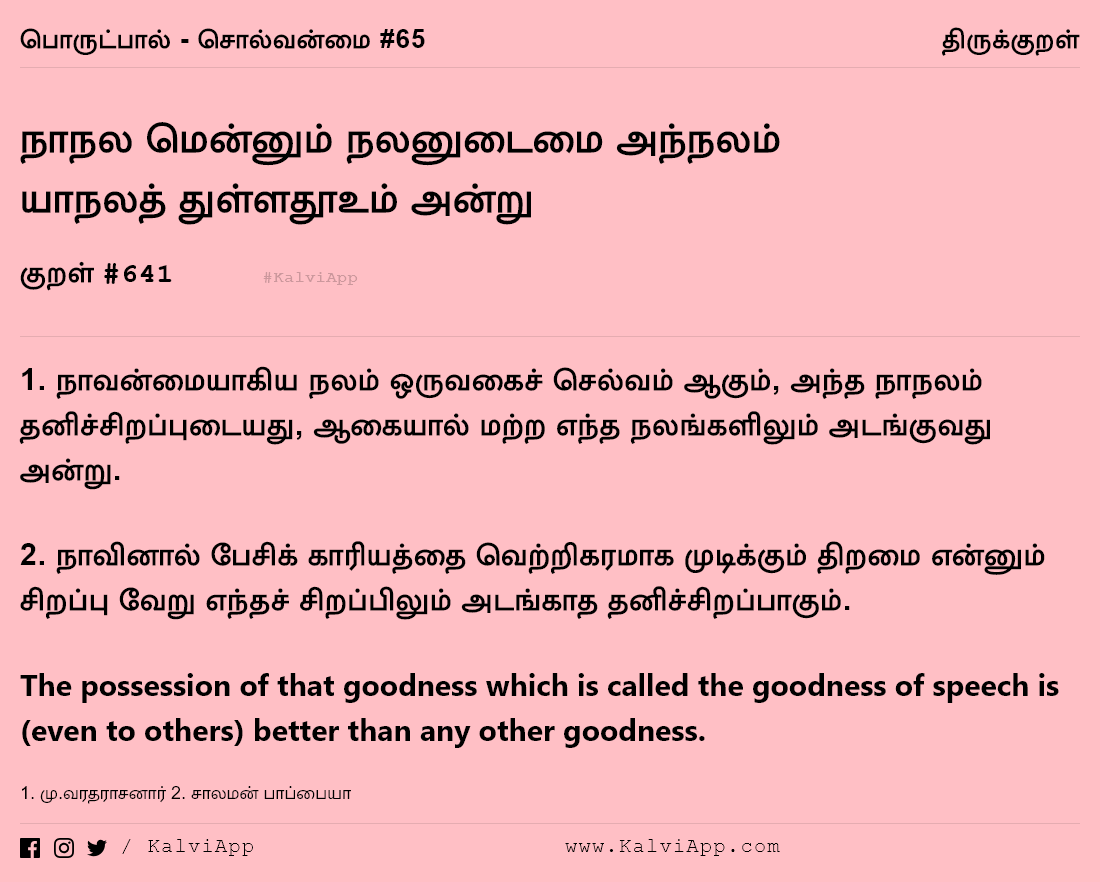 பொருட்பால் - சொல்வன்மை #65 திருக்குறள்
நாநல மென்னும் நலனுடைமை அந்நலம்
யாநலத் துள்ளதூஉம் அன்று
குறள் #641 #KalviApp
1. நாவன்மையாகிய நலம் ஒருவகைச் செல்வம் ஆகும், அந்த நாநலம்
தனிச்சிறப்புடையது, ஆகையால் மற்ற எந்த நலங்களிலும் அடங்குவது
அன்று.
2. நாவினால் பேசிக் காரியத்தை வெற்றிகரமாக முடிக்கும் திறமை என்னும்
சிறப்பு வேறு எந்தச் சிறப்பிலும் அடங்காத தனிச்சிறப்பாகும்.
The possession of that goodness which is called the goodness of speech is
(even to others) better than any other goodness.
1. மு.வரதராசனார் 2. சாலமன் பாப்பையா
/ KalviApp www.KalviApp.com